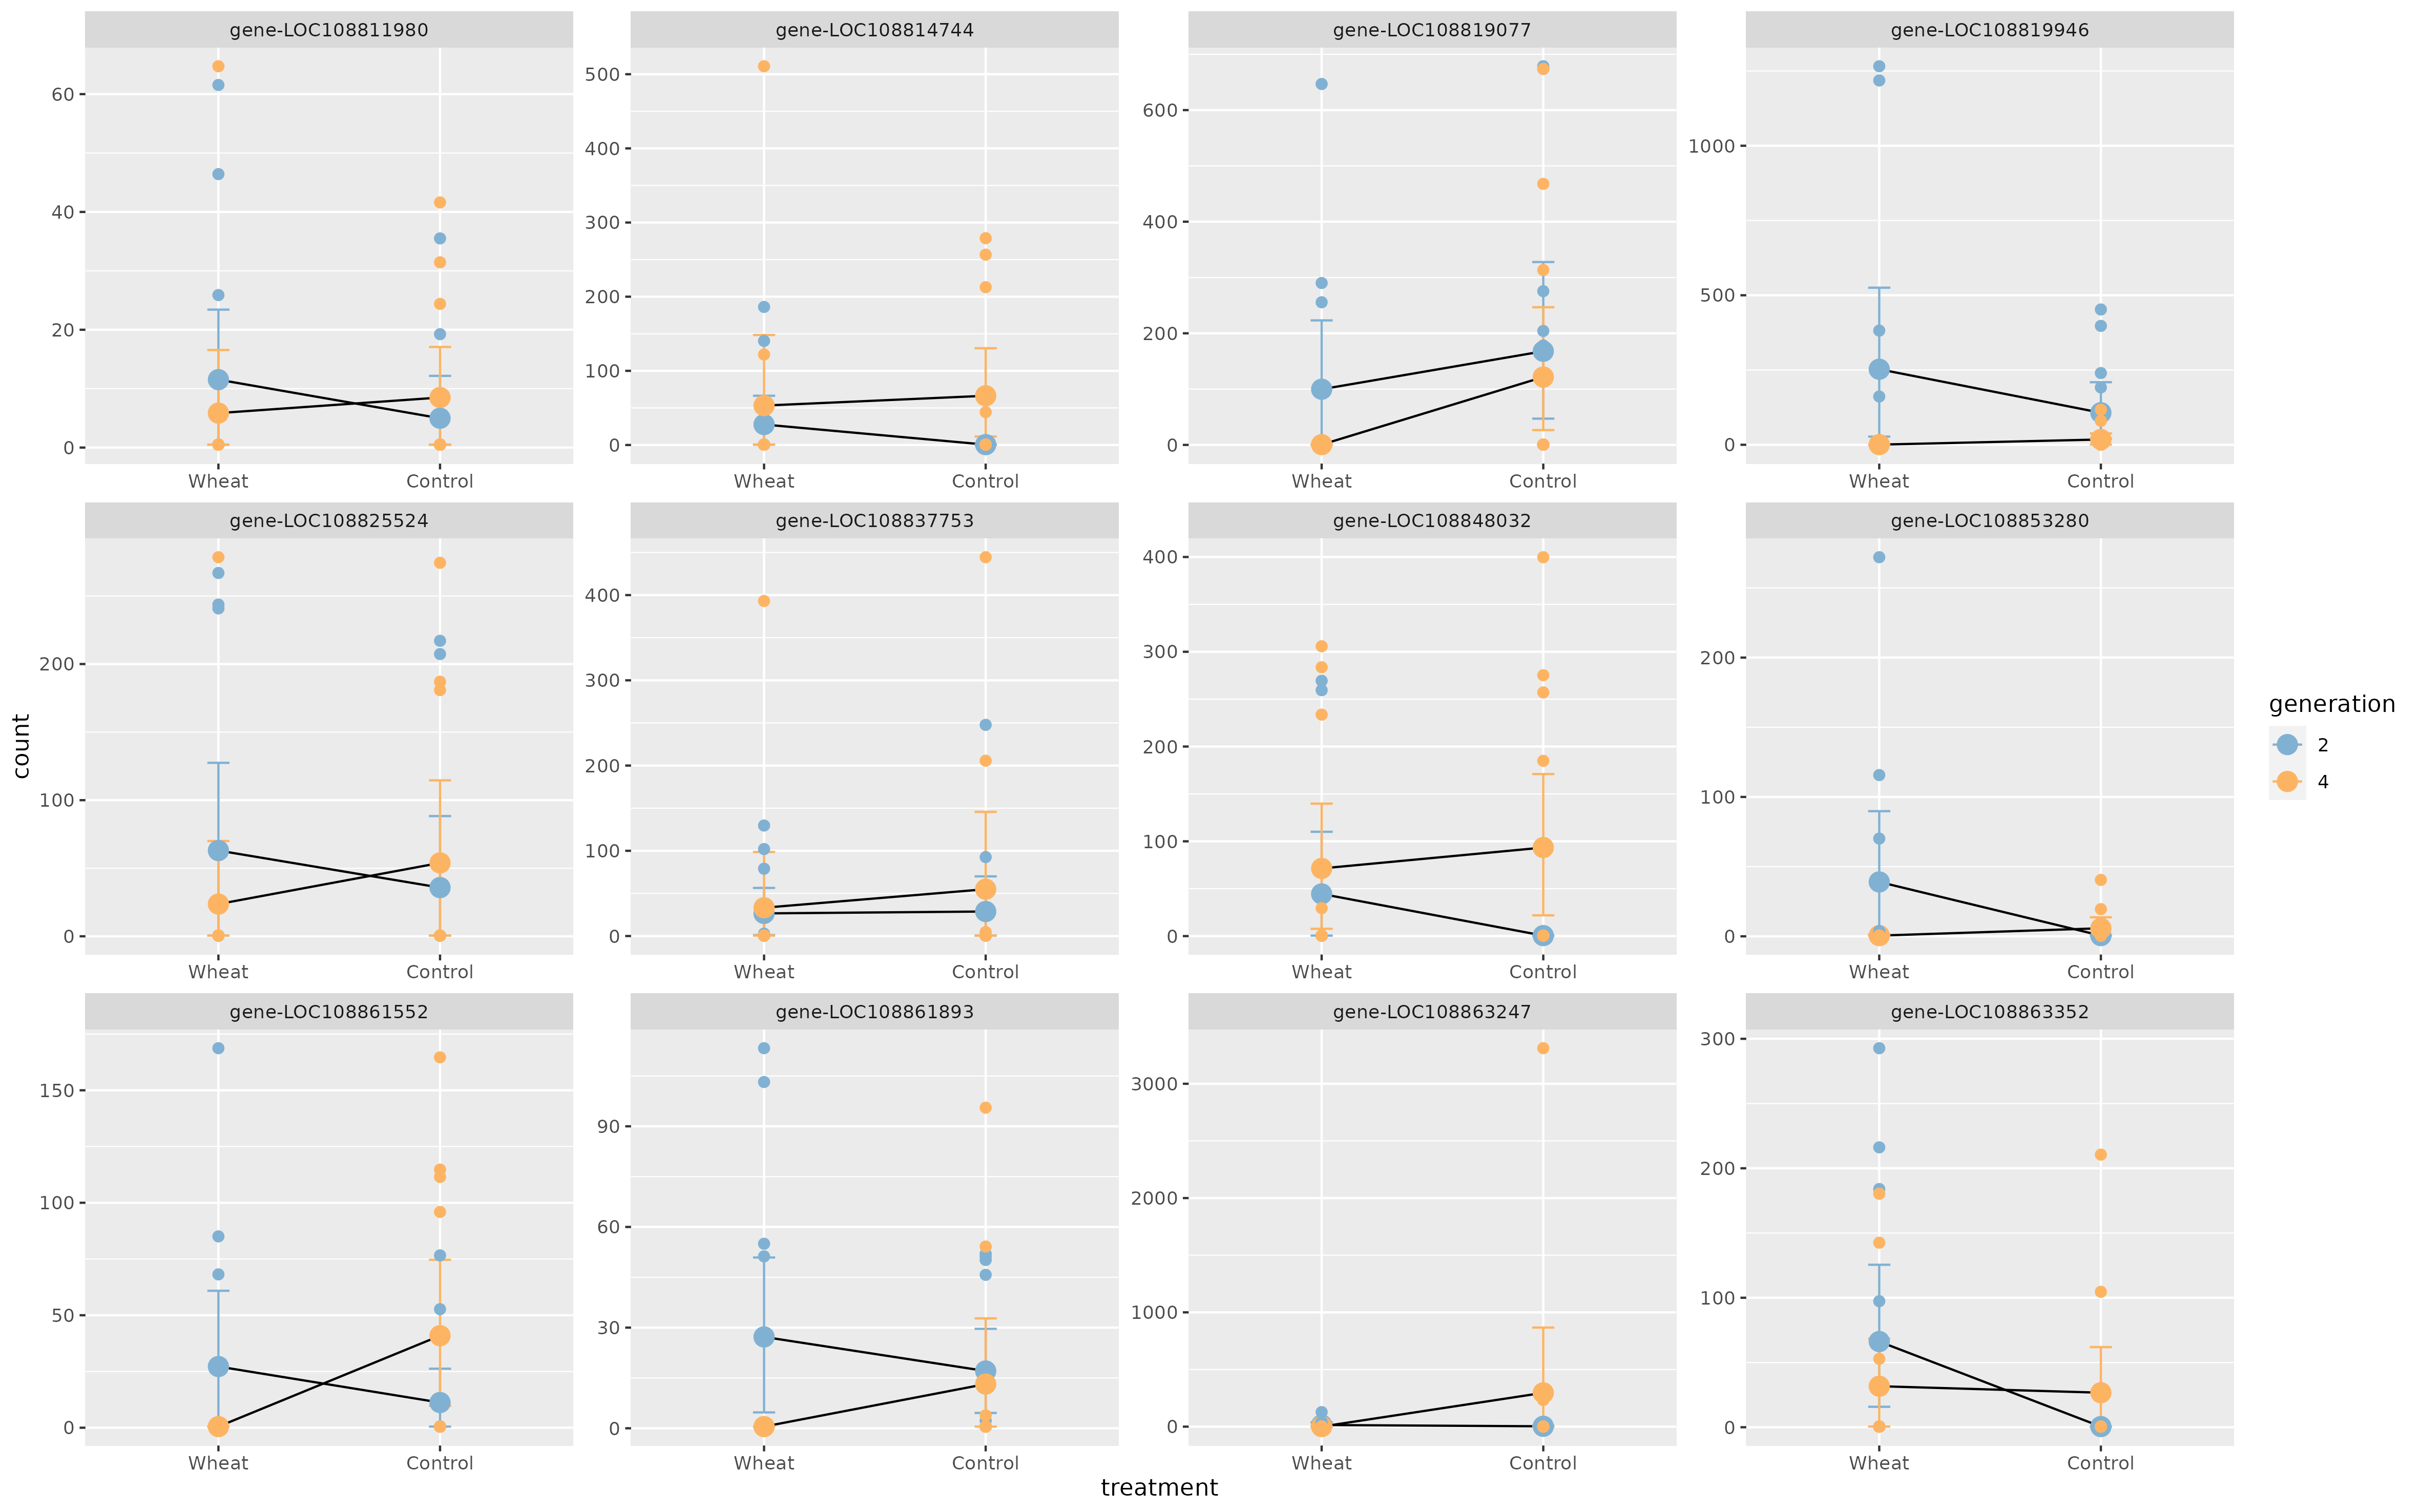 gene-LOC108811980
gene-LOC108814744
gene-LOC108819077
gene-LOC108819946
60
40
20
0
500
400
300
200
100
0
600
400
200
0
1000
500
0
Wheat Control
Wheat Control
Wheat Control
Wheat Control
gene-LOC108825524
gene-LOC108837753
gene-LOC108848032
gene-LOC108853280
200
100
0
400
300
200
100
0
400
300
200
100
0
200
100
0
Wheat Control
Wheat Control
Wheat Control
Wheat Control
gene-LOC108861552
gene-LOC108861893
gene-LOC108863247
gene-LOC108863352
150
100
50
0
90
60
30
0
3000
2000
1000
0
300
200
100
0
Wheat Control
Wheat Control
Wheat Control
Wheat Control
treatment
count
generation
2
4